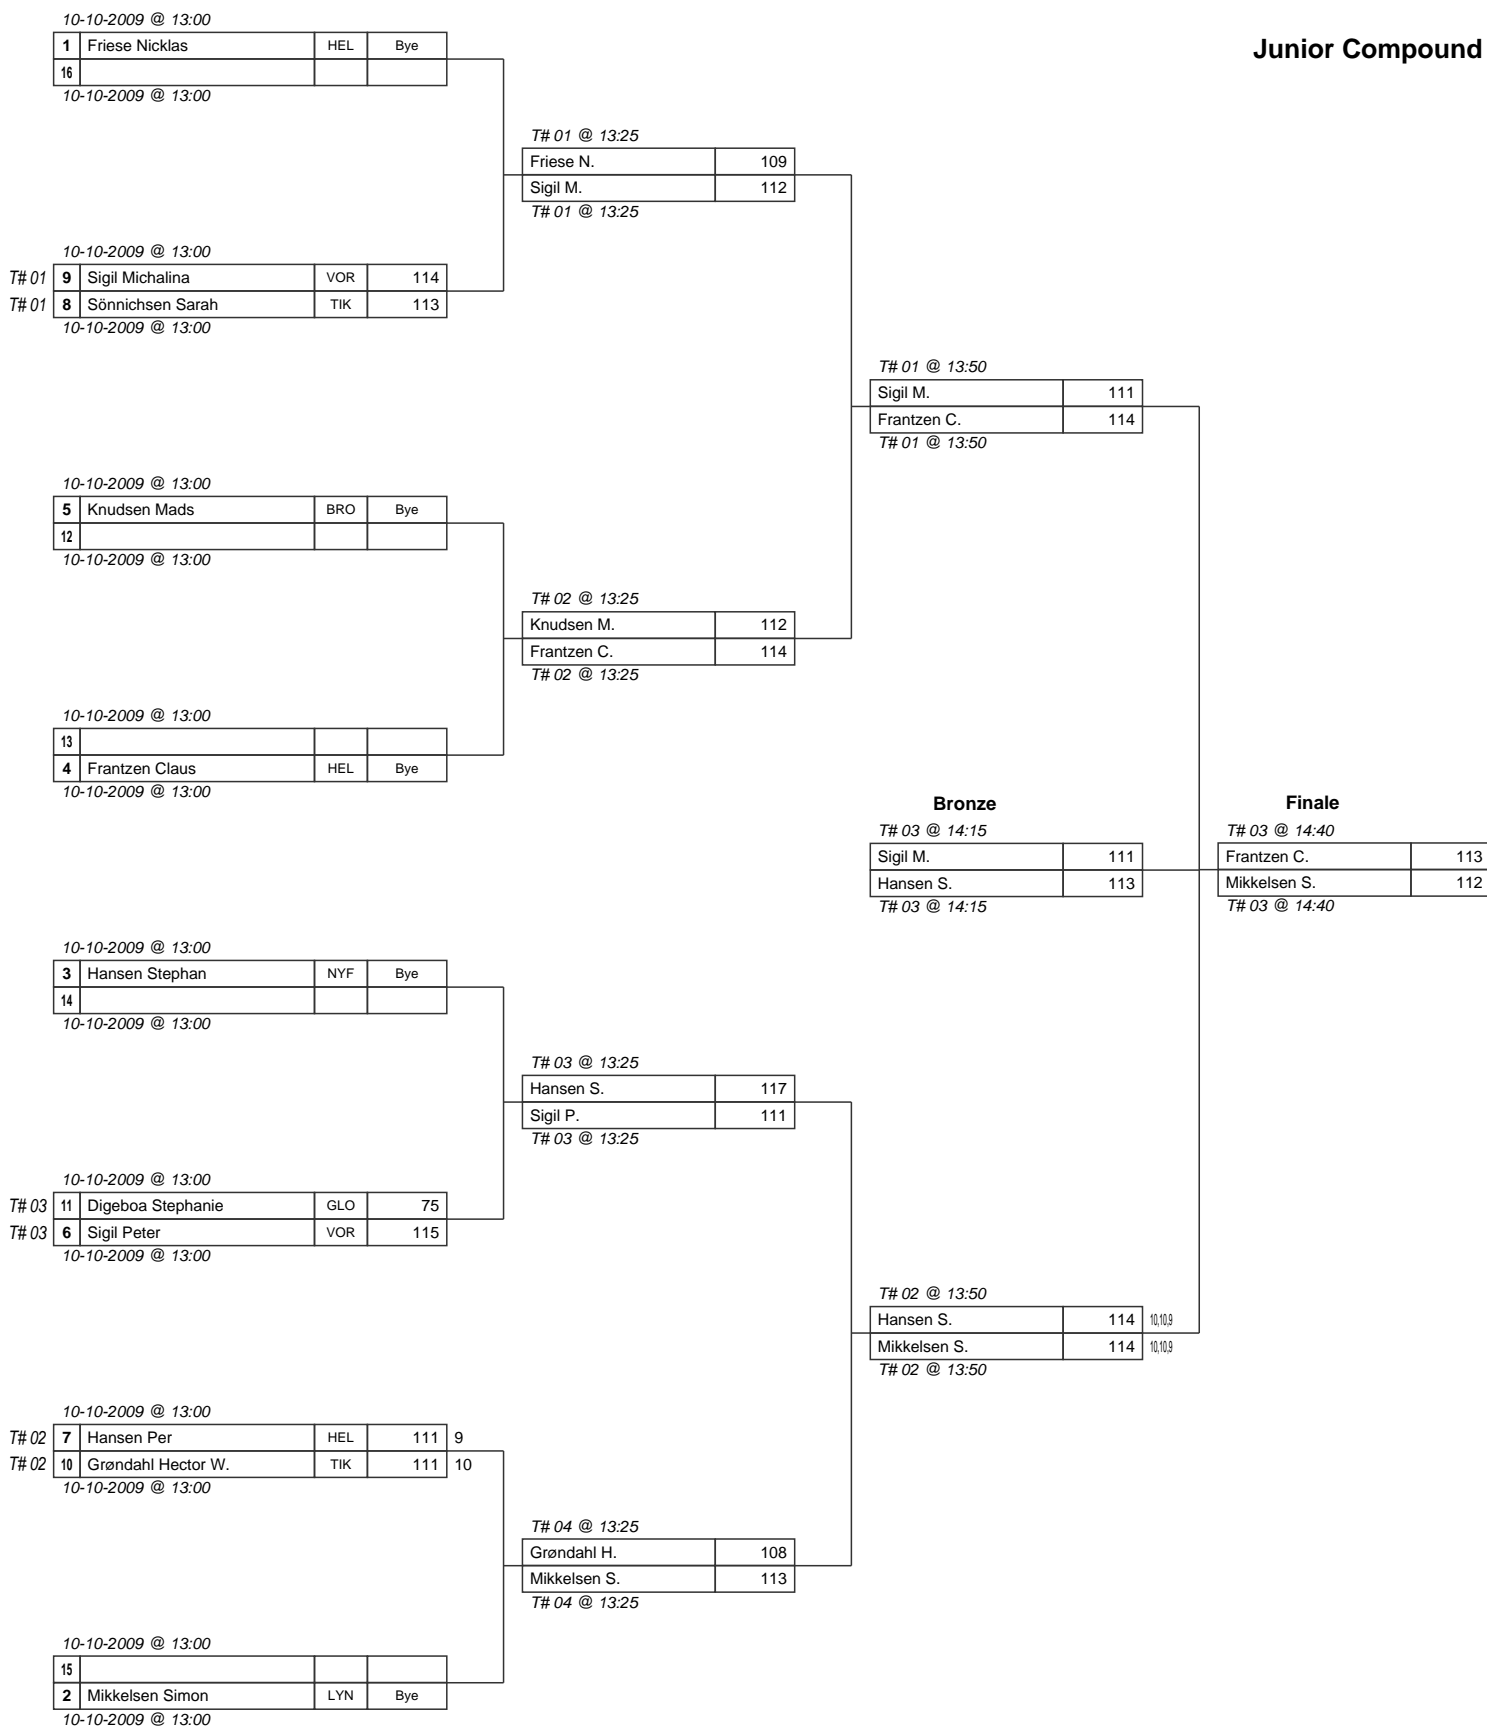 Junior Compound
10-10-2009 @ 13:00
1 Friese Nicklas HEL Bye
16
10-10-2009 @ 13:00
T# 01 @ 13:25
Friese N. 109
Sigil M. 112
T# 01 @ 13:25
10-10-2009 @ 13:00
T# 01 9 Sigil Michalina VOR 114
T# 01 8 Sönnichsen Sarah TIK 113
10-10-2009 @ 13:00
T# 01 @ 13:50
Sigil M. 111
Frantzen C. 114
T# 01 @ 13:50
10-10-2009 @ 13:00
5 Knudsen Mads BRO Bye
12
10-10-2009 @ 13:00
T# 02 @ 13:25
Knudsen M. 112
Frantzen C. 114
T# 02 @ 13:25
10-10-2009 @ 13:00
13
4 Frantzen Claus HEL Bye
10-10-2009 @ 13:00
Bronze
T# 03 @ 14:15
Sigil M. 111
Hansen S. 113
T# 03 @ 14:15
Finale
T# 03 @ 14:40
Frantzen C. 113
Mikkelsen S. 112
T# 03 @ 14:40
10-10-2009 @ 13:00
3 Hansen Stephan NYF Bye
14
10-10-2009 @ 13:00
T# 03 @ 13:25
Hansen S. 117
Sigil P. 111
T# 03 @ 13:25
10-10-2009 @ 13:00
T# 03 11 Digeboa Stephanie GLO 75
T# 03 6 Sigil Peter VOR 115
10-10-2009 @ 13:00
T# 02 @ 13:50
Hansen S. 114 10,10,9
Mikkelsen S. 114 10,10,9
T# 02 @ 13:50
10-10-2009 @ 13:00
T# 02 7 Hansen Per HEL 111 9
T# 02 10 Grøndahl Hector W. TIK 111 10
10-10-2009 @ 13:00
T# 04 @ 13:25
Grøndahl H. 108
Mikkelsen S. 113
T# 04 @ 13:25
10-10-2009 @ 13:00
15
2 Mikkelsen Simon LYN Bye
10-10-2009 @ 13:00